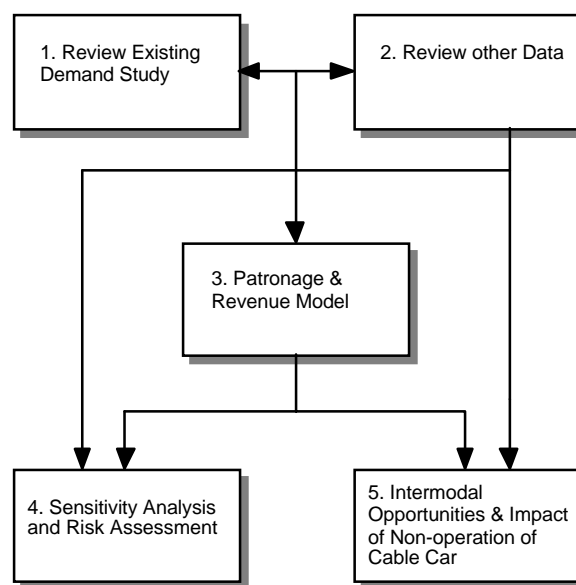 1. Review Existing
Demand Study
2. Review other Data
3. Patronage &
Revenue Model
4. Sensitivity Analysis
and Risk Assessment
5. Intermodal
Opportunities & Impact
of Non-operation of
Cable Car